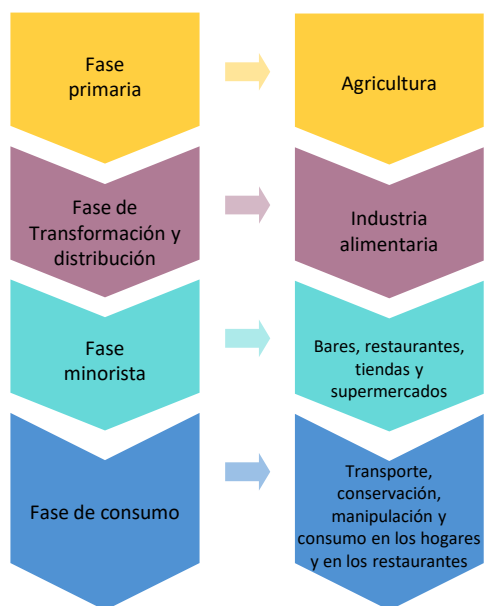 Fase
primaria
Agricultura
Fase de
Transformación y
distribución
Industria
alimentaria
Fase
minorista
Bares, restaurantes,
tiendas y
supermercados
Fase de consumo
Transporte,
conservación,
manipulación y
consumo en los hogares
y en los restaurantes